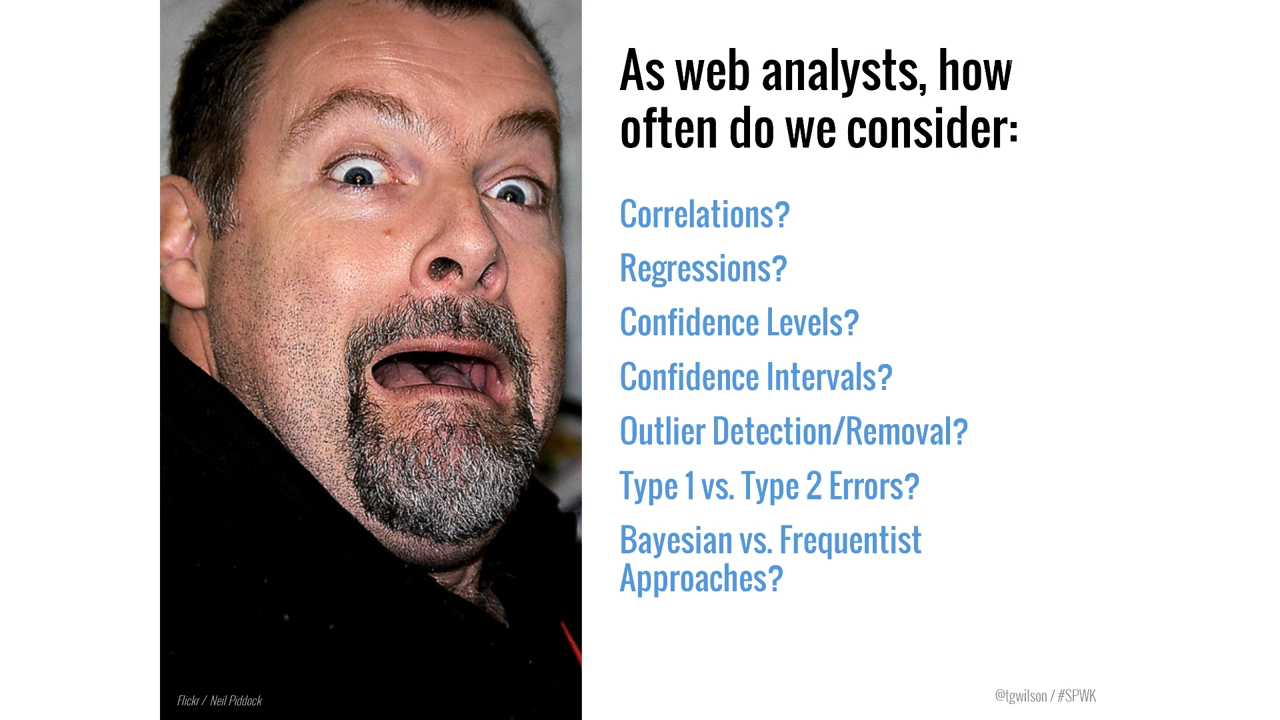 As web analysts, how
often do we consider:
Correlations?
Regressions?
Confidence Levels?
Confidence Intervals?
Outlier Detection/Removal?
Type 1 vs. Type 2 Errors?
Bayesian vs. Frequentist
Approaches?
Flickr / Neil Piddock
@tgwilson / #SPWK